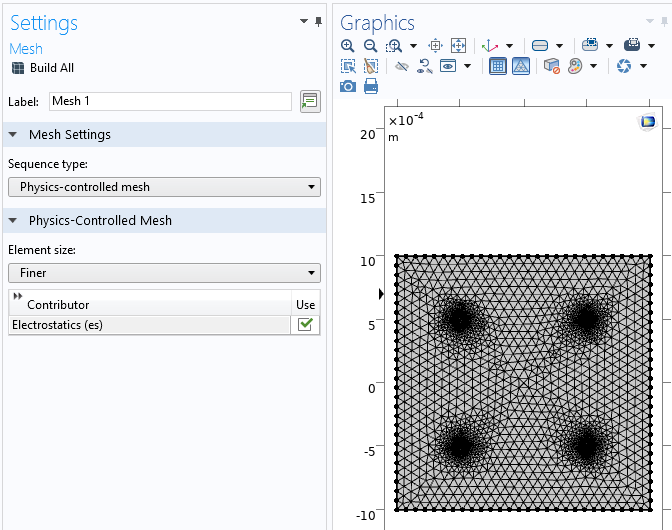 Settings
Mesh
Build All
Label: Mesh 1
Mesh Settings
Sequence type:
Physics-controlled mesh
Physics-Controlled Mesh
Element size:
Finer
Contributor Use
Electrostatics (es)
Graphics
×10⁻⁴
m
20
15
10
5
0
-5
-10